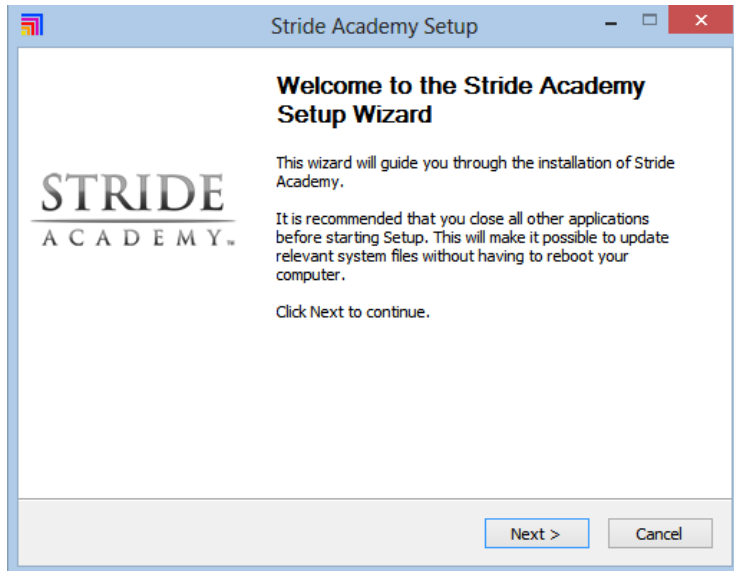 Stride Academy Setup
Welcome to the Stride Academy
Setup Wizard
This wizard will guide you through the installation of Stride
Academy.
It is recommended that you close all other applications
before starting Setup. This will make it possible to update
relevant system files without having to reboot your
computer.
Click Next to continue.
STRIDE
ACADEMY™
Next >
Cancel